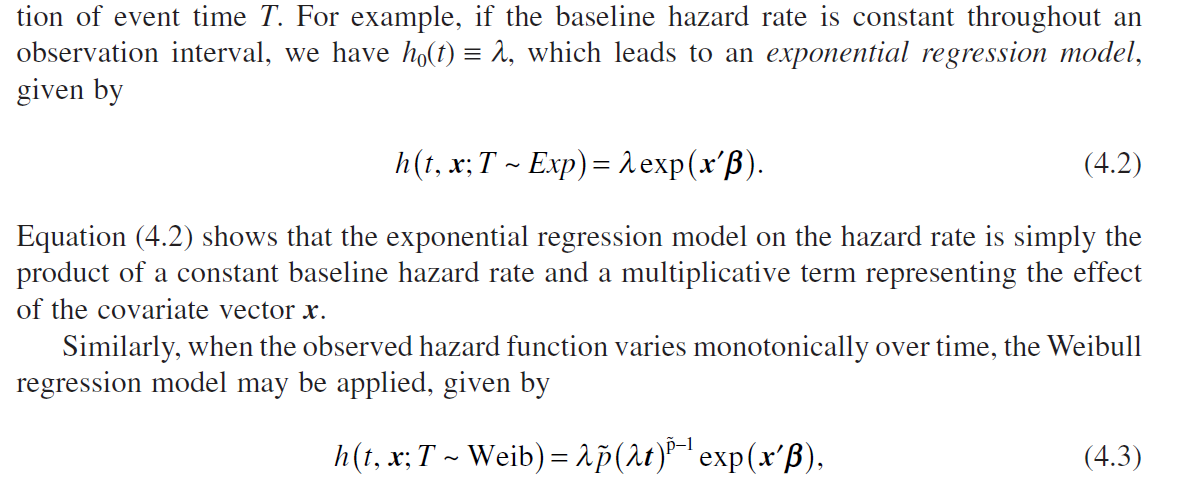 tion of event time T. For example, if the baseline hazard rate is constant throughout an
observation interval, we have h₀(t) ≡ λ, which leads to an exponential regression model,
given by
h(t, x; T ~ Exp) = λ exp(x′β). (4.2)
Equation (4.2) shows that the exponential regression model on the hazard rate is simply the
product of a constant baseline hazard rate and a multiplicative term representing the effect
of the covariate vector x.
Similarly, when the observed hazard function varies monotonically over time, the Weibull
regression model may be applied, given by
h(t, x; T ~ Weib) = λp̃(λt)^(p̃−1) exp(x′β), (4.3)